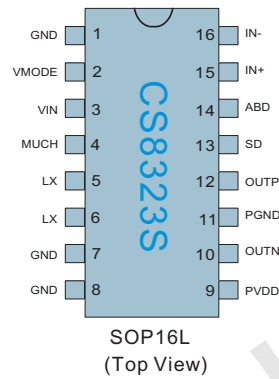 GND 1 16 IN-
VMODE 2 15 IN+
VIN 3 14 ABD
MUCH 4 13 SD
LX 5 12 OUTP
LX 6 11 PGND
GND 7 10 OUTN
GND 8 9 PVDD
CS8323S
SOP16L
(Top View)